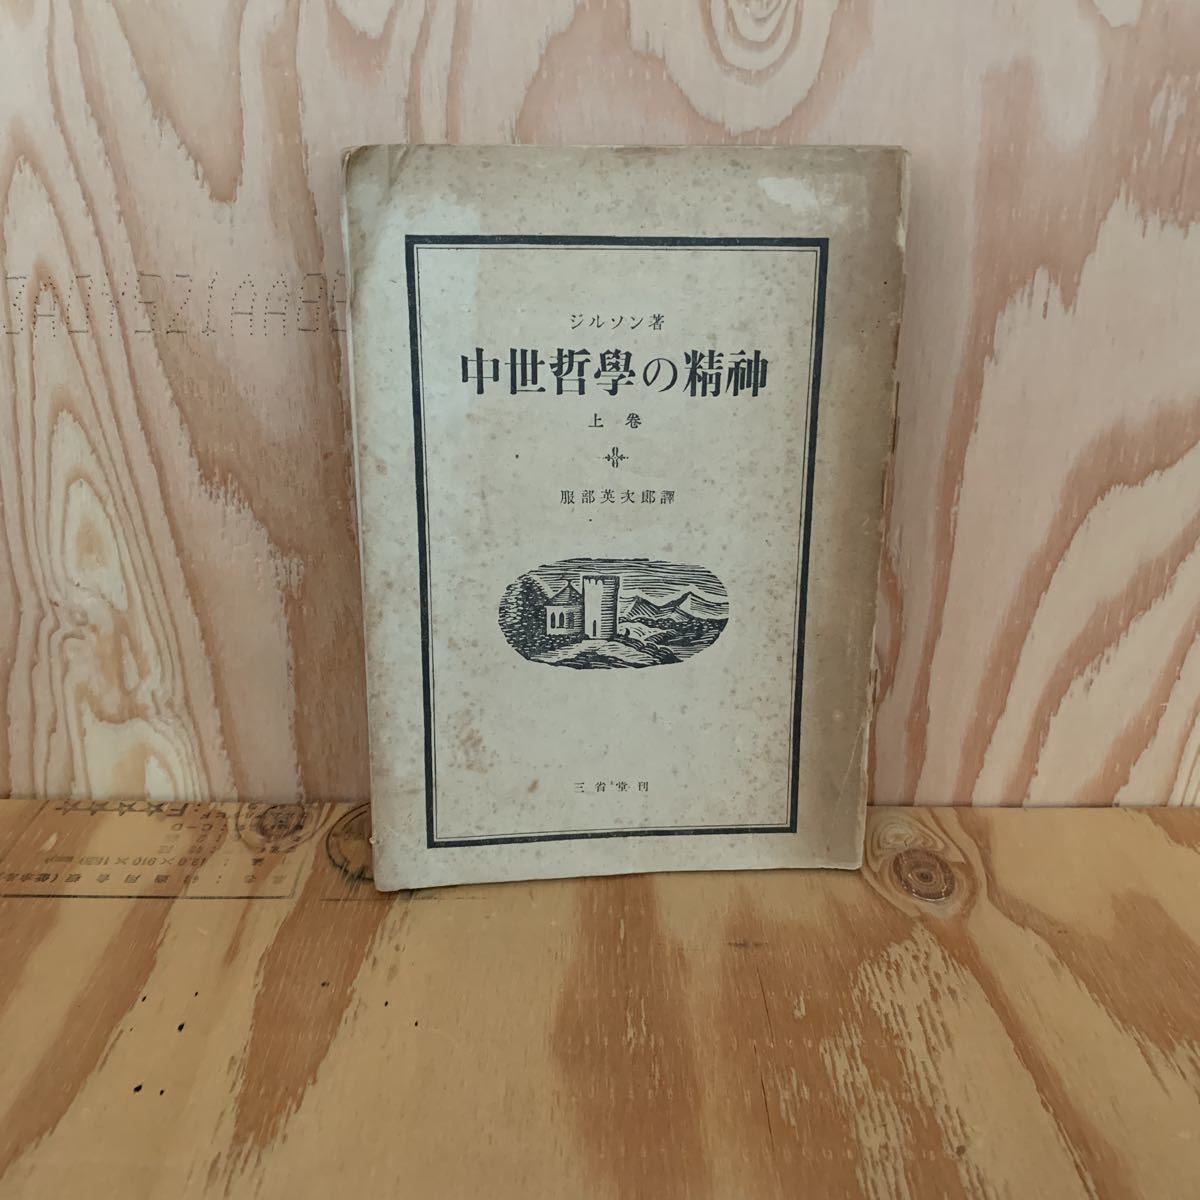 ジルソン著
中世哲學の精神
上卷
服部英次郎譯
三省堂刊